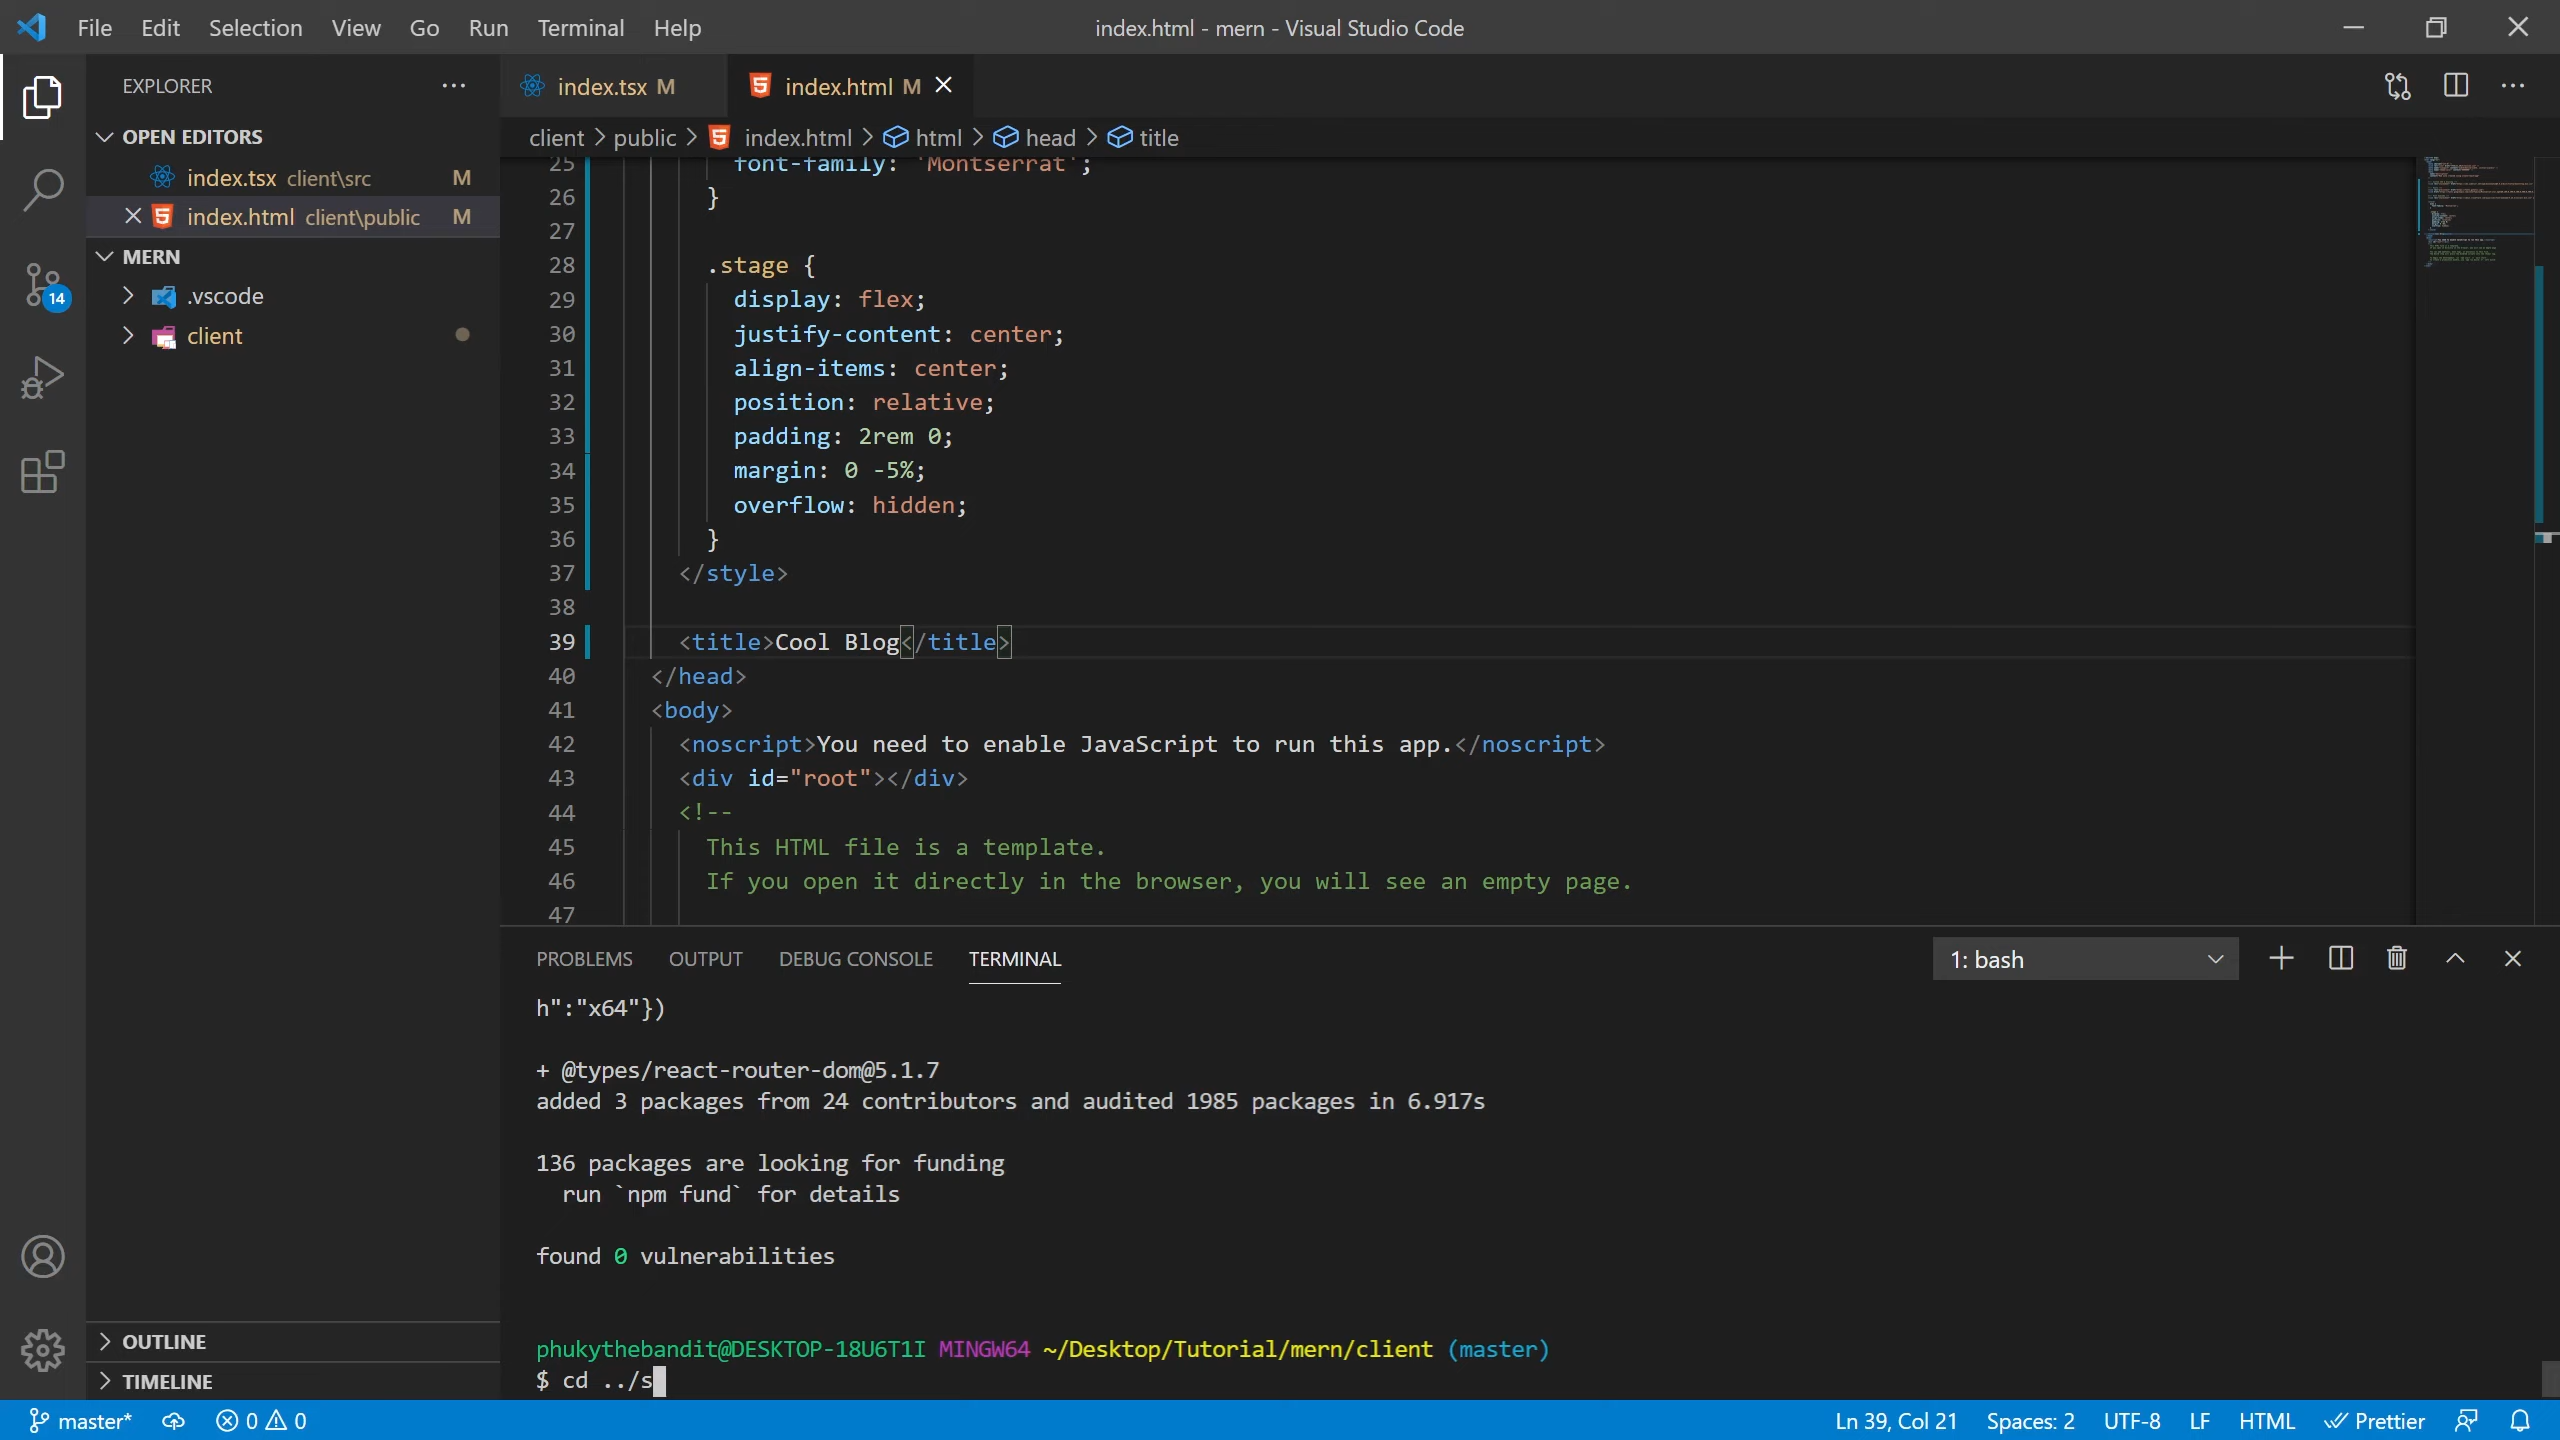 File Edit Selection View Go Run Terminal Help
index.html - mern - Visual Studio Code
EXPLORER
OPEN EDITORS
index.tsx client\src M
index.html client\public M
MERN
.vscode
client
14
OUTLINE
TIMELINE
index.tsx M
index.html M
client > public > index.html > html > head > title
25 font-family: 'Montserrat';
26 }
27
28 .stage {
29 display: flex;
30 justify-content: center;
31 align-items: center;
32 position: relative;
33 padding: 2rem 0;
34 margin: 0 -5%;
35 overflow: hidden;
36 }
37 </style>
38
39 <title>Cool Blog</title>
40 </head>
41 <body>
42 <noscript>You need to enable JavaScript to run this app.</noscript>
43 <div id="root"></div>
44 <!--
45 This HTML file is a template.
46 If you open it directly in the browser, you will see an empty page.
47
PROBLEMS OUTPUT DEBUG CONSOLE TERMINAL
1: bash
h":"x64"})
+ @types/react-router-dom@5.1.7
added 3 packages from 24 contributors and audited 1985 packages in 6.917s
136 packages are looking for funding
run `npm fund` for details
found 0 vulnerabilities
phukythebandit@DESKTOP-18U6T1I MINGW64 ~/Desktop/Tutorial/mern/client (master)
$ cd ../s
master* 0 0
Ln 39, Col 21 Spaces: 2 UTF-8 LF HTML Prettier